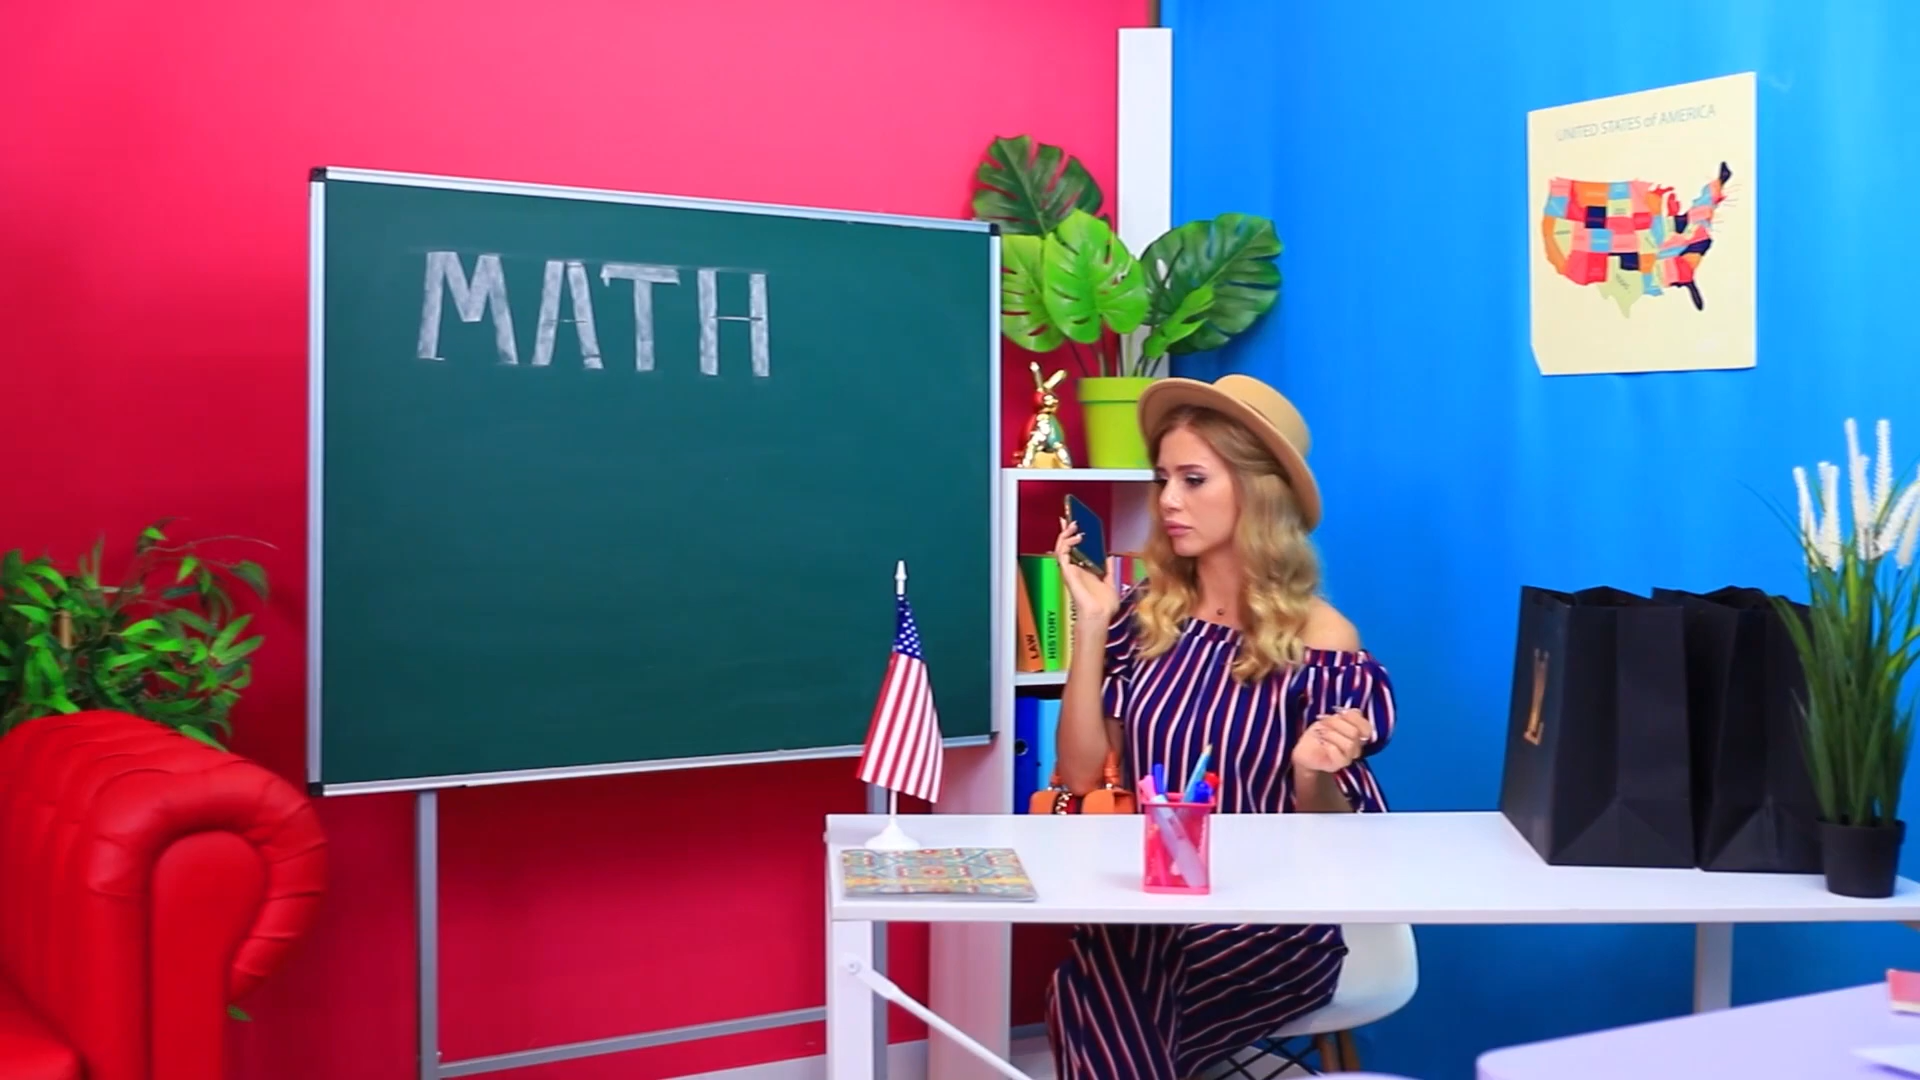 MATH
UNITED STATES of AMERICA
LAW
HISTORY